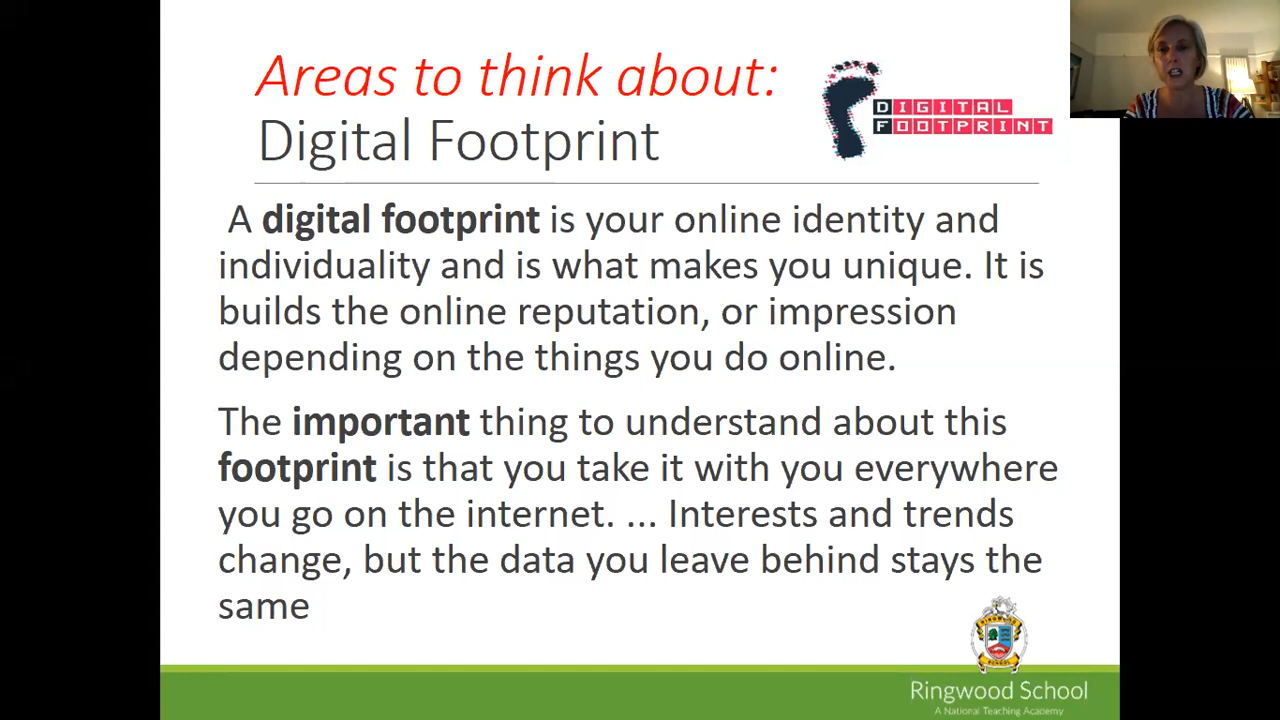 Areas to think about:
Digital Footprint
DIGITAL
FOOTPRINT
A digital footprint is your online identity and
individuality and is what makes you unique. It is
builds the online reputation, or impression
depending on the things you do online.
The important thing to understand about this
footprint is that you take it with you everywhere
you go on the internet. ... Interests and trends
change, but the data you leave behind stays the
same
RINGWOOD
SCHOOL
Ringwood School
A National Teaching Academy